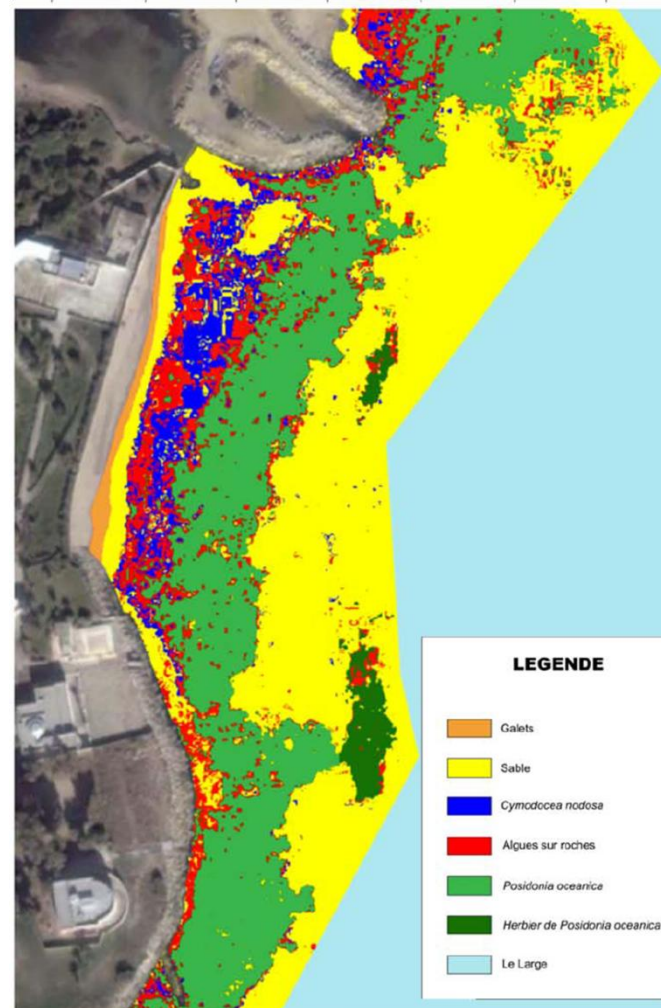 LEGENDE
Galets
Sable
Cymodocea nodosa
Algues sur roches
Posidonia oceanica
Herbier de Posidonia oceanica
Le Large